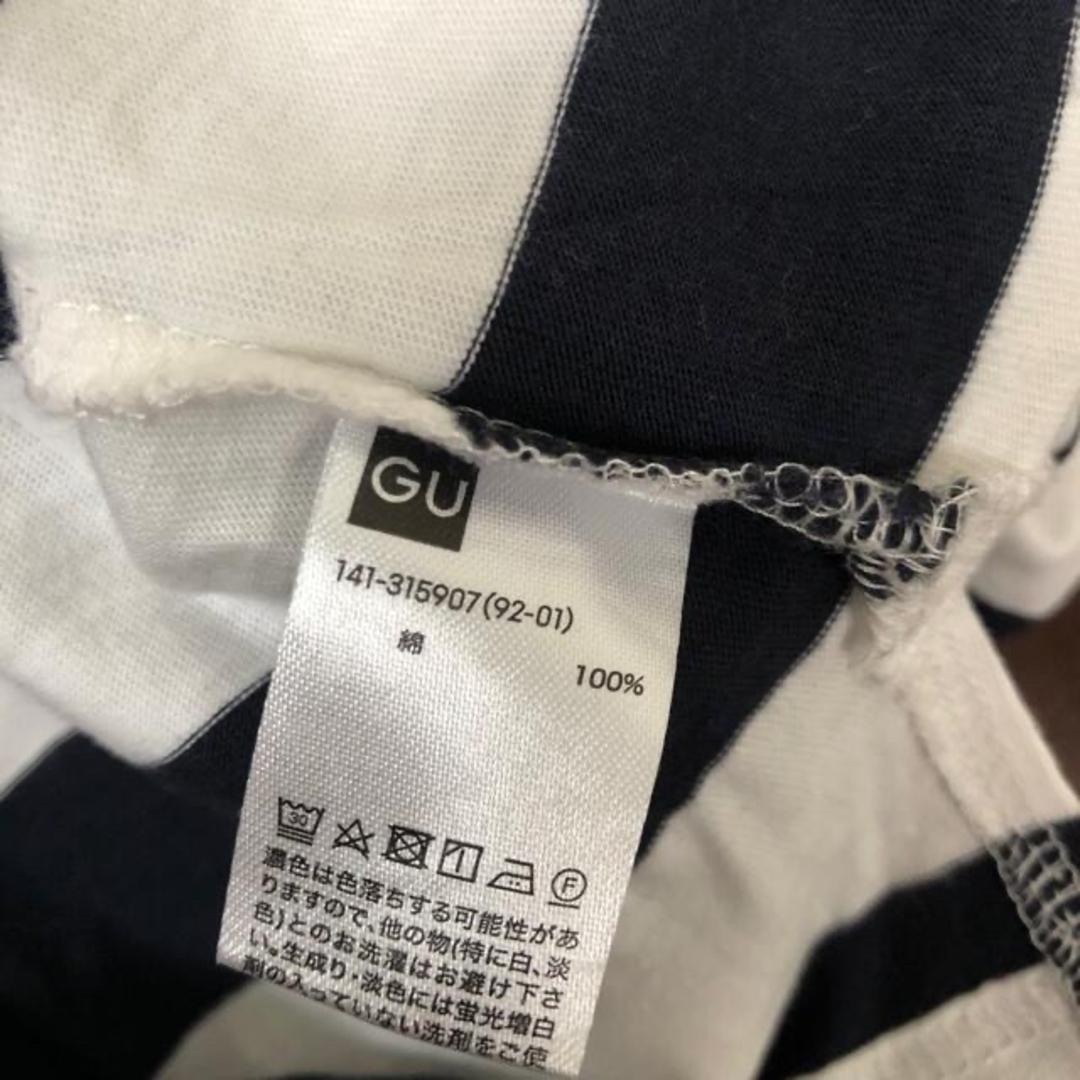 GU
141-315907(92-01)
綿
100%
30
F
濃色は色落ちする可能性があ
りますので、他の物(特に白、淡
色)とのお洗濯はお避け下さ
い。生成り・淡色には蛍光増白
剤の入っていない洗剤をご使